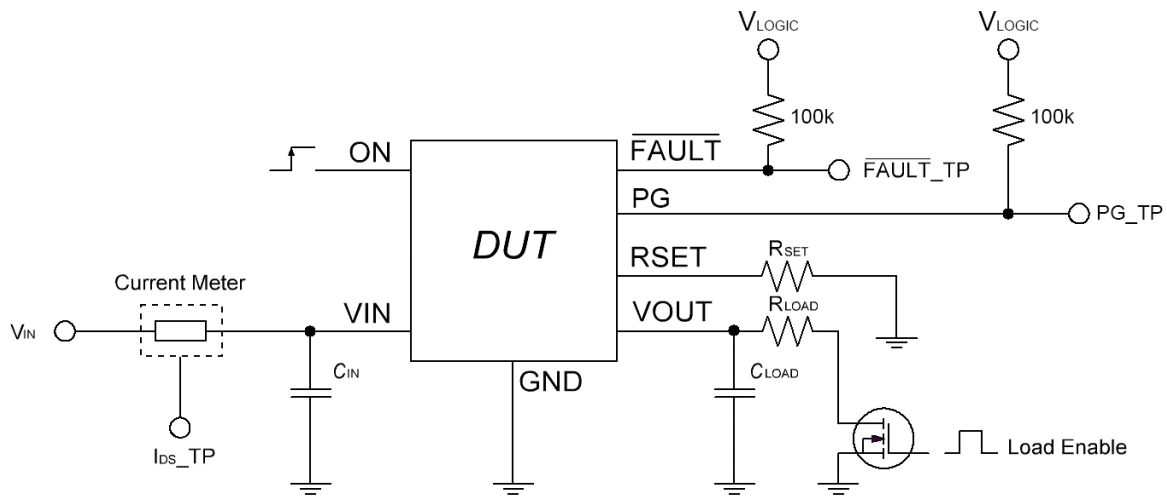 VLOGIC
VLOGIC
100k
100k
ON
FAULT
FAULT_TP
PG
PG_TP
DUT
RSET
RSET
Current Meter
VIN
VIN
VOUT
RLOAD
CIN
GND
CLOAD
IDS_TP
Load Enable